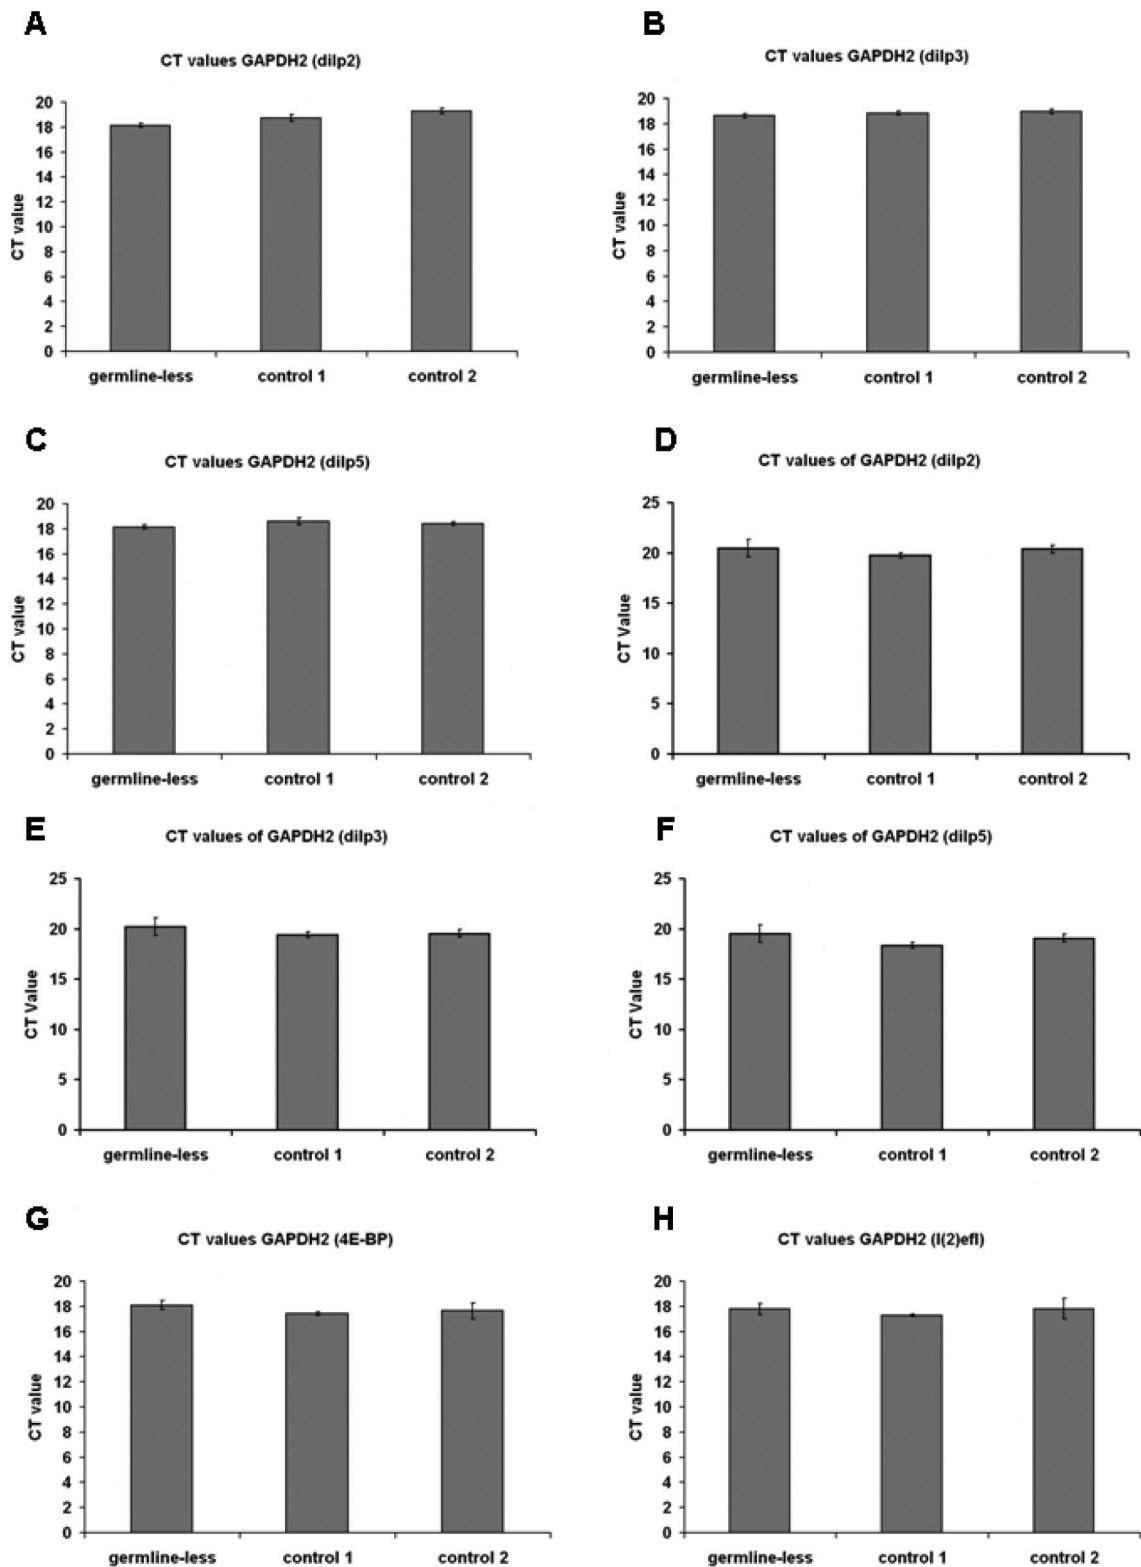 A
CT values GAPDH2 (dilp2)
20
18
16
14
12
10
8
6
4
2
0
CT value
germline-less control 1 control 2
B
CT values GAPDH2 (dilp3)
20
18
16
14
12
10
8
6
4
2
0
CT value
germline-less control 1 control 2
C
CT values GAPDH2 (dilp5)
20
18
16
14
12
10
8
6
4
2
0
CT value
germline-less control 1 control 2
D
CT values of GAPDH2 (dilp2)
25
20
15
10
5
0
CT Value
germline-less control 1 control 2
E
CT values of GAPDH2 (dilp3)
25
20
15
10
5
0
CT Value
germline-less control 1 control 2
F
CT values of GAPDH2 (dilp5)
25
20
15
10
5
0
CT Value
germline-less control 1 control 2
G
CT values GAPDH2 (4E-BP)
20
18
16
14
12
10
8
6
4
2
0
CT value
germline-less control 1 control 2
H
CT values GAPDH2 (l(2)efl)
20
18
16
14
12
10
8
6
4
2
0
CT value
germline-less control 1 control 2